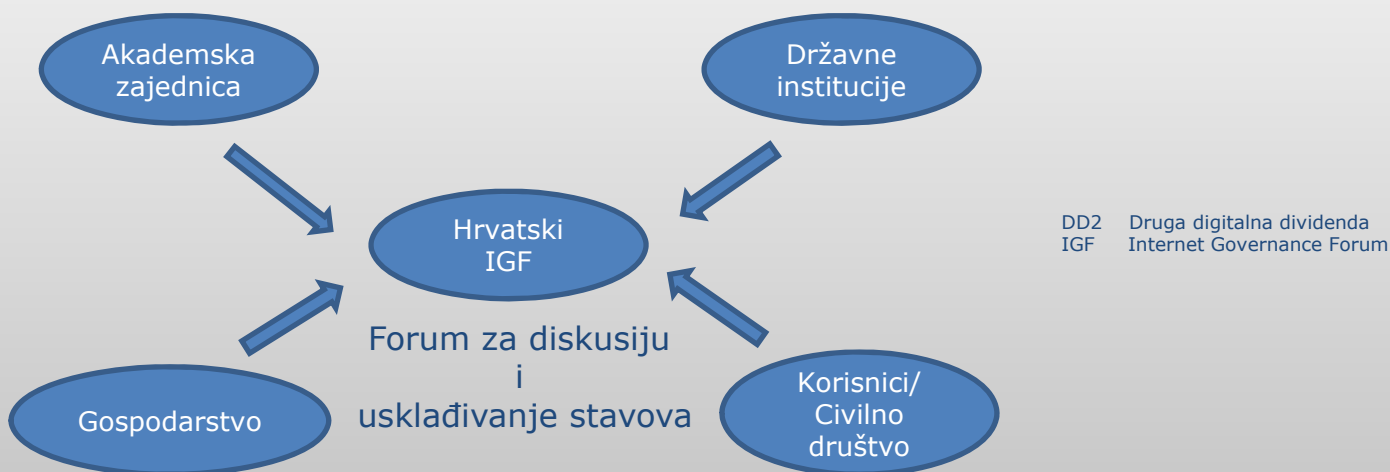 Akademska
zajednica
Državne
institucije
Hrvatski
IGF
DD2 Druga digitalna dividenda
IGF Internet Governance Forum
Forum za diskusiju
i
usklađivanje stavova
Gospodarstvo
Korisnici/
Civilno
društvo